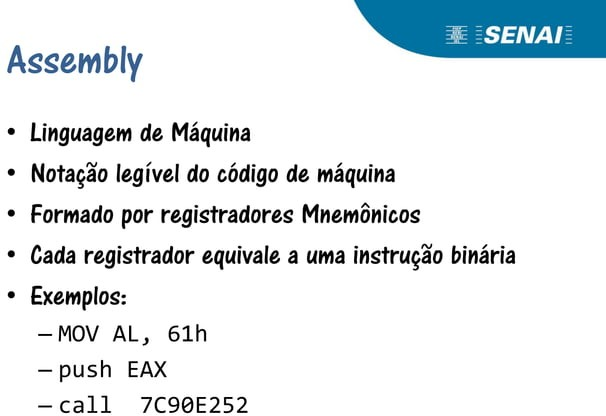 SENAI
Assembly
• Linguagem de Máquina
• Notação legível do código de máquina
• Formado por registradores Mnemônicos
• Cada registrador equivale a uma instrução binária
• Exemplos:
– MOV AL, 61h
– push EAX
– call 7C90E252